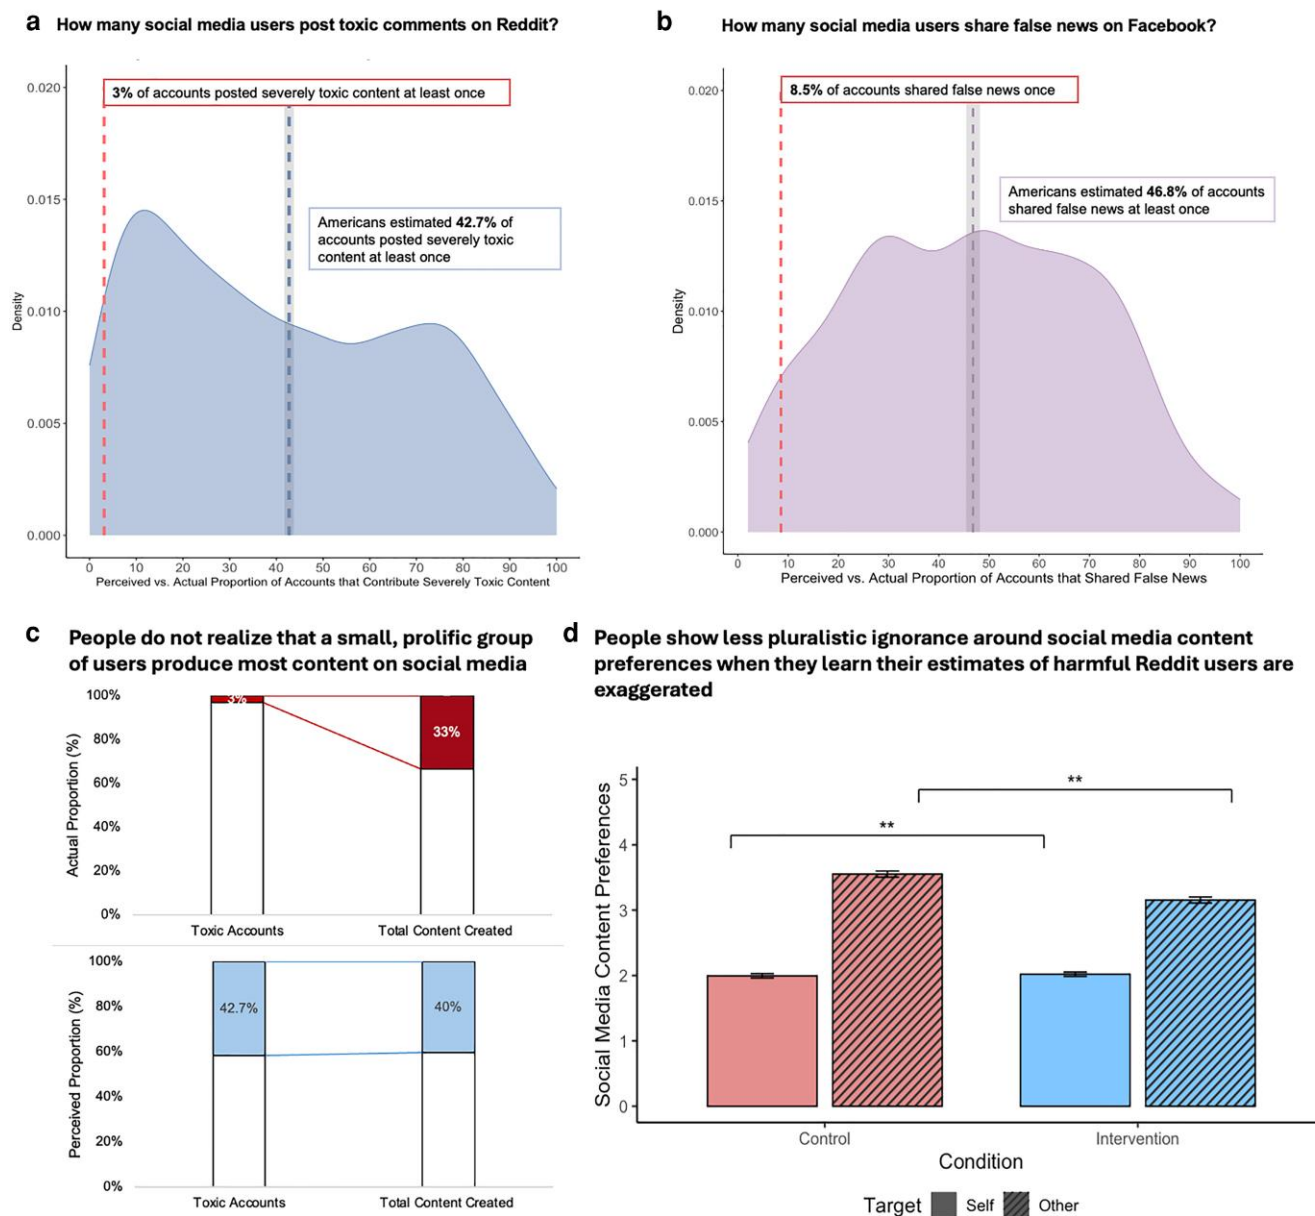 a How many social media users post toxic comments on Reddit?
3% of accounts posted severely toxic content at least once
Americans estimated 42.7% of
accounts posted severely toxic
content at least once
Density
0.020
0.015
0.010
0.005
0.000
0 10 20 30 40 50 60 70 80 90 100
Perceived vs. Actual Proportion of Accounts that Contribute Severely Toxic Content
b How many social media users share false news on Facebook?
8.5% of accounts shared false news once
Americans estimated 46.8% of accounts
shared false news at least once
Density
0.020
0.015
0.010
0.005
0.000
0 10 20 30 40 50 60 70 80 90 100
Perceived vs. Actual Proportion of Accounts that Shared False News
c People do not realize that a small, prolific group
of users produce most content on social media
Actual Proportion (%)
100%
80%
60%
40%
20%
0%
3%
33%
Toxic Accounts Total Content Created
Perceived Proportion (%)
100%
80%
60%
40%
20%
0%
42.7%
40%
Toxic Accounts Total Content Created
d People show less pluralistic ignorance around social media content
preferences when they learn their estimates of harmful Reddit users are
exaggerated
Social Media Content Preferences
5
4
3
2
1
0
**
**
Control Intervention
Condition
Target Self Other